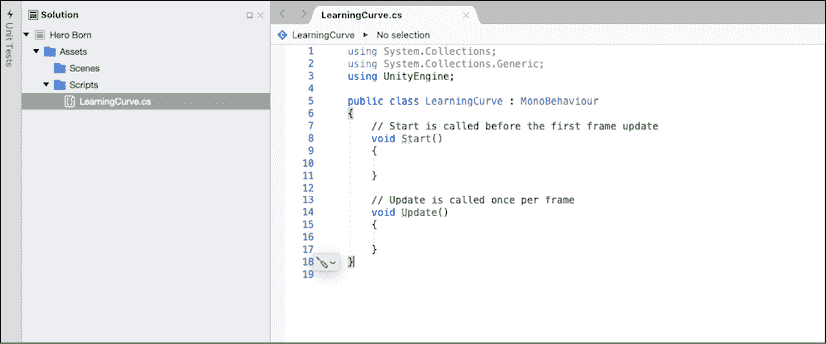 Unit Tests
Solution
Hero Born
Assets
Scenes
Scripts
LearningCurve.cs
LearningCurve.cs
LearningCurve
No selection
1 using System.Collections;
2 using System.Collections.Generic;
3 using UnityEngine;
4
5 public class LearningCurve : MonoBehaviour
6 {
7 // Start is called before the first frame update
8 void Start()
9 {
10
11 }
12
13 // Update is called once per frame
14 void Update()
15 {
16
17 }
18 }
19